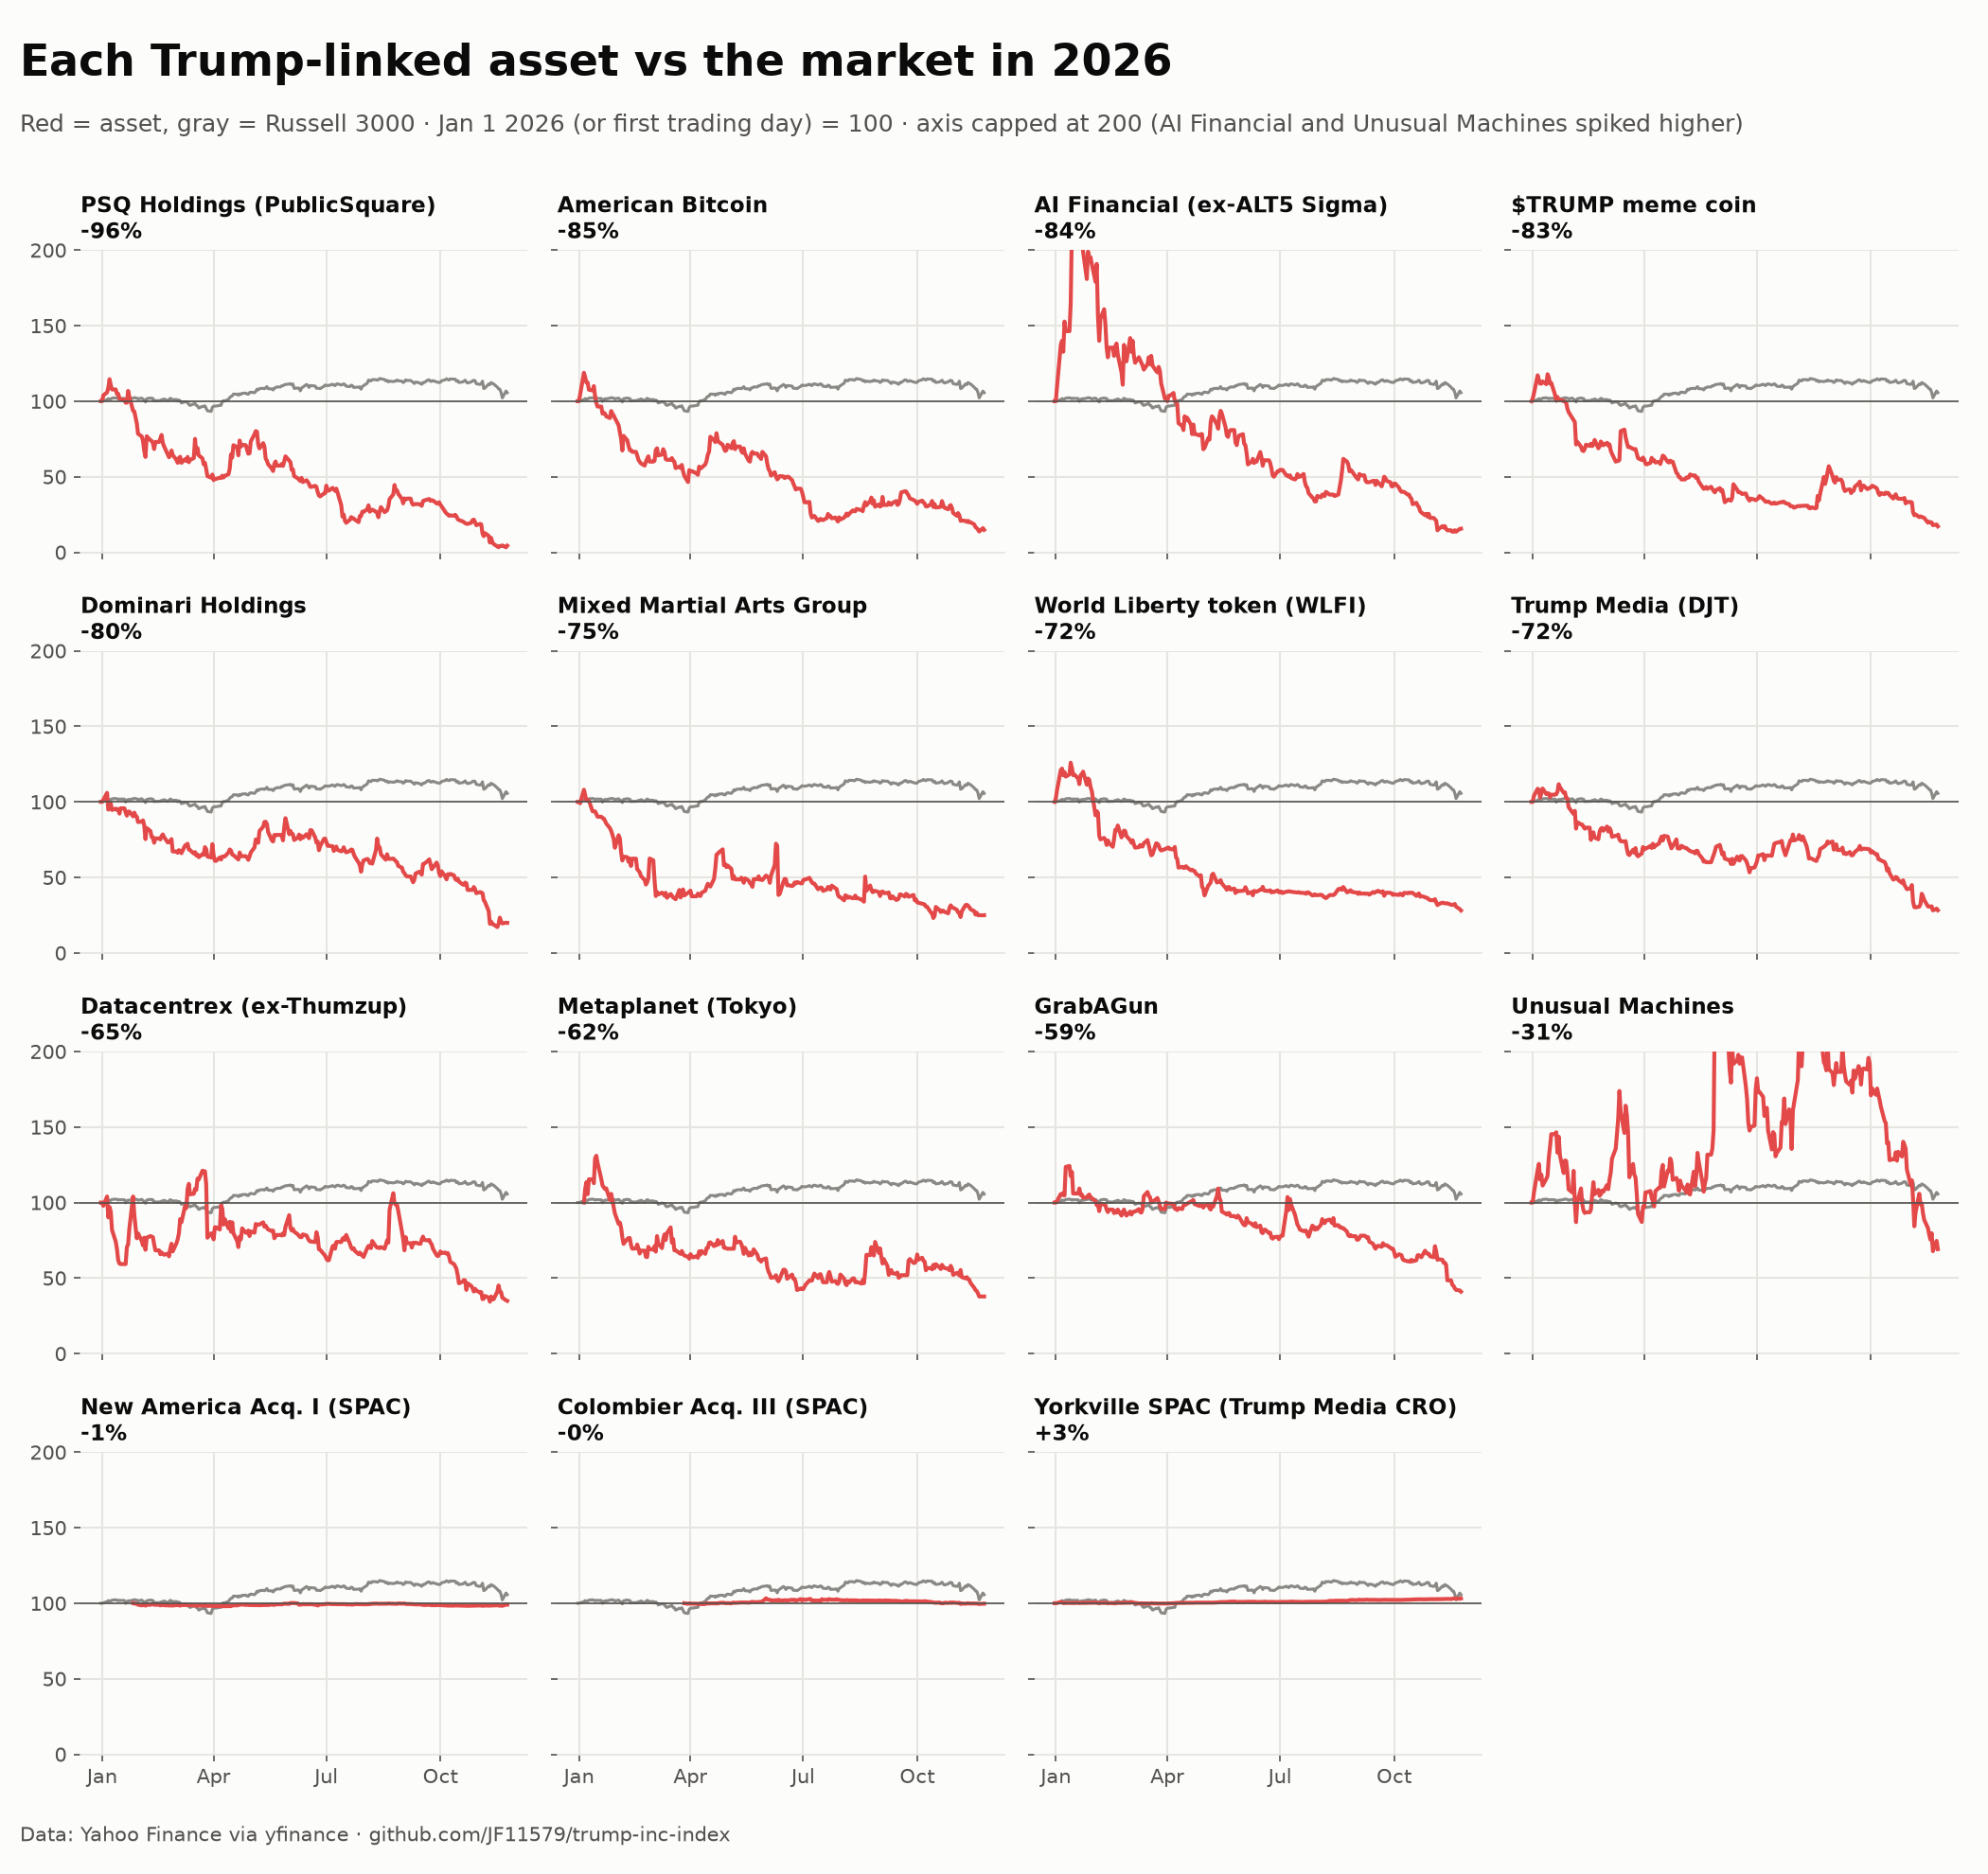 Each Trump-linked asset vs the market in 2026
Red = asset, gray = Russell 3000 · Jan 1 2026 (or first trading day) = 100 · axis capped at 200 (AI Financial and Unusual Machines spiked higher)
PSQ Holdings (PublicSquare)
-96%
American Bitcoin
-85%
AI Financial (ex-ALT5 Sigma)
-84%
$TRUMP meme coin
-83%
200
150
100
50
0
Dominari Holdings
-80%
Mixed Martial Arts Group
-75%
World Liberty token (WLFI)
-72%
Trump Media (DJT)
-72%
200
150
100
50
0
Datacentrex (ex-Thumzup)
-65%
Metaplanet (Tokyo)
-62%
GrabAGun
-59%
Unusual Machines
-31%
200
150
100
50
0
New America Acq. I (SPAC)
-1%
Colombier Acq. III (SPAC)
-0%
Yorkville SPAC (Trump Media CRO)
+3%
200
150
100
50
0
Jan Apr Jul Oct
Jan Apr Jul Oct
Jan Apr Jul Oct
Data: Yahoo Finance via yfinance · github.com/JF11579/trump-inc-index